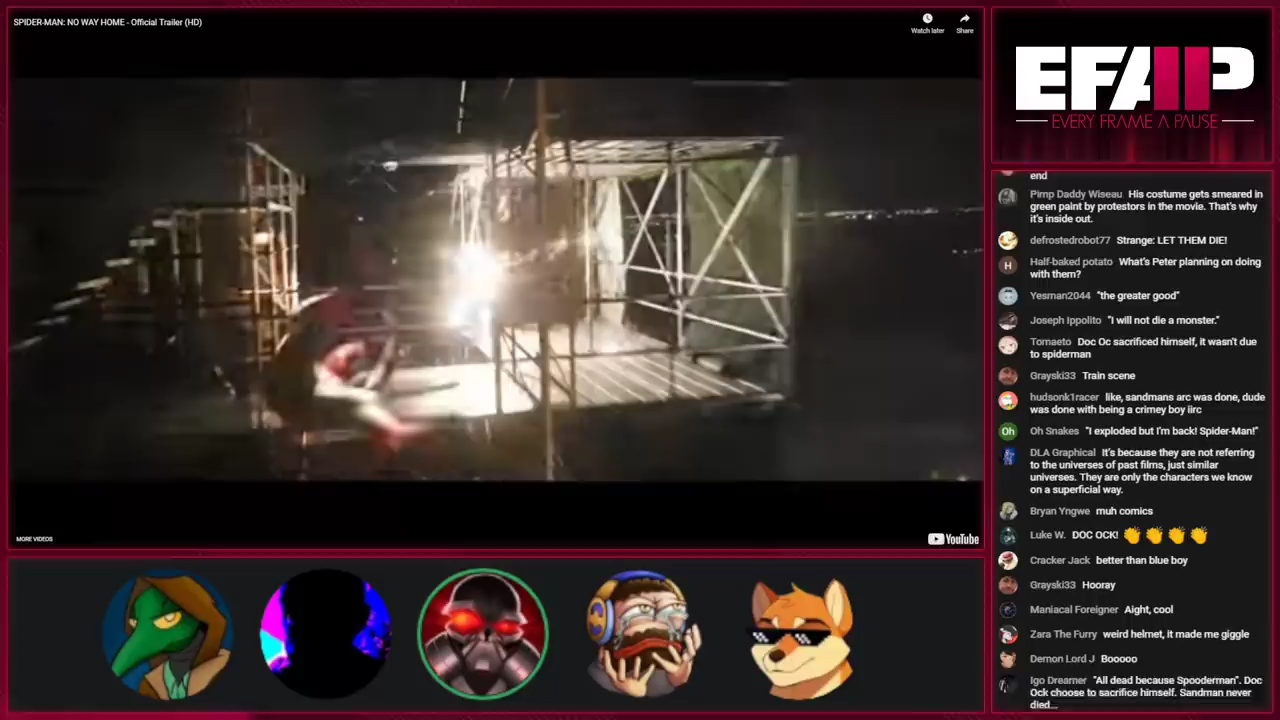 SPIDER-MAN: NO WAY HOME - Official Trailer (HD)
Watch later
Share
MORE VIDEOS
YouTube
EFAP
EVERY FRAME A PAUSE
end
Pimp Daddy Wiseau His costume gets smeared in
green paint by protestors in the movie. That's why
it's inside out.
defrostedrobot77 Strange: LET THEM DIE!
H
Half-baked potato What's Peter planning on doing
with them?
Yesman2044 "the greater good"
Joseph Ippolito "I will not die a monster."
Tomaeto Doc Oc sacrificed himself, it wasn't due
to spiderman
Grayski33 Train scene
hudsonk1racer like, sandmans arc was done, dude
was done with being a crimey boy iirc
Oh
Oh Snakes "I exploded but I'm back! Spider-Man!"
DLA Graphical It's because they are not referring
to the universes of past films, just similar
universes. They are only the characters we know
on a superficial way.
Bryan Yngwe muh comics
Luke W. DOC OCK! 👏 👏 👏 👏
Cracker Jack better than blue boy
Grayski33 Hooray
Maniacal Foreigner Aight, cool
Zara The Furry weird helmet, it made me giggle
Demon Lord J Booooo
Igo Dreamer "All dead because Spooderman". Doc
Ock choose to sacrifice himself. Sandman never
died...